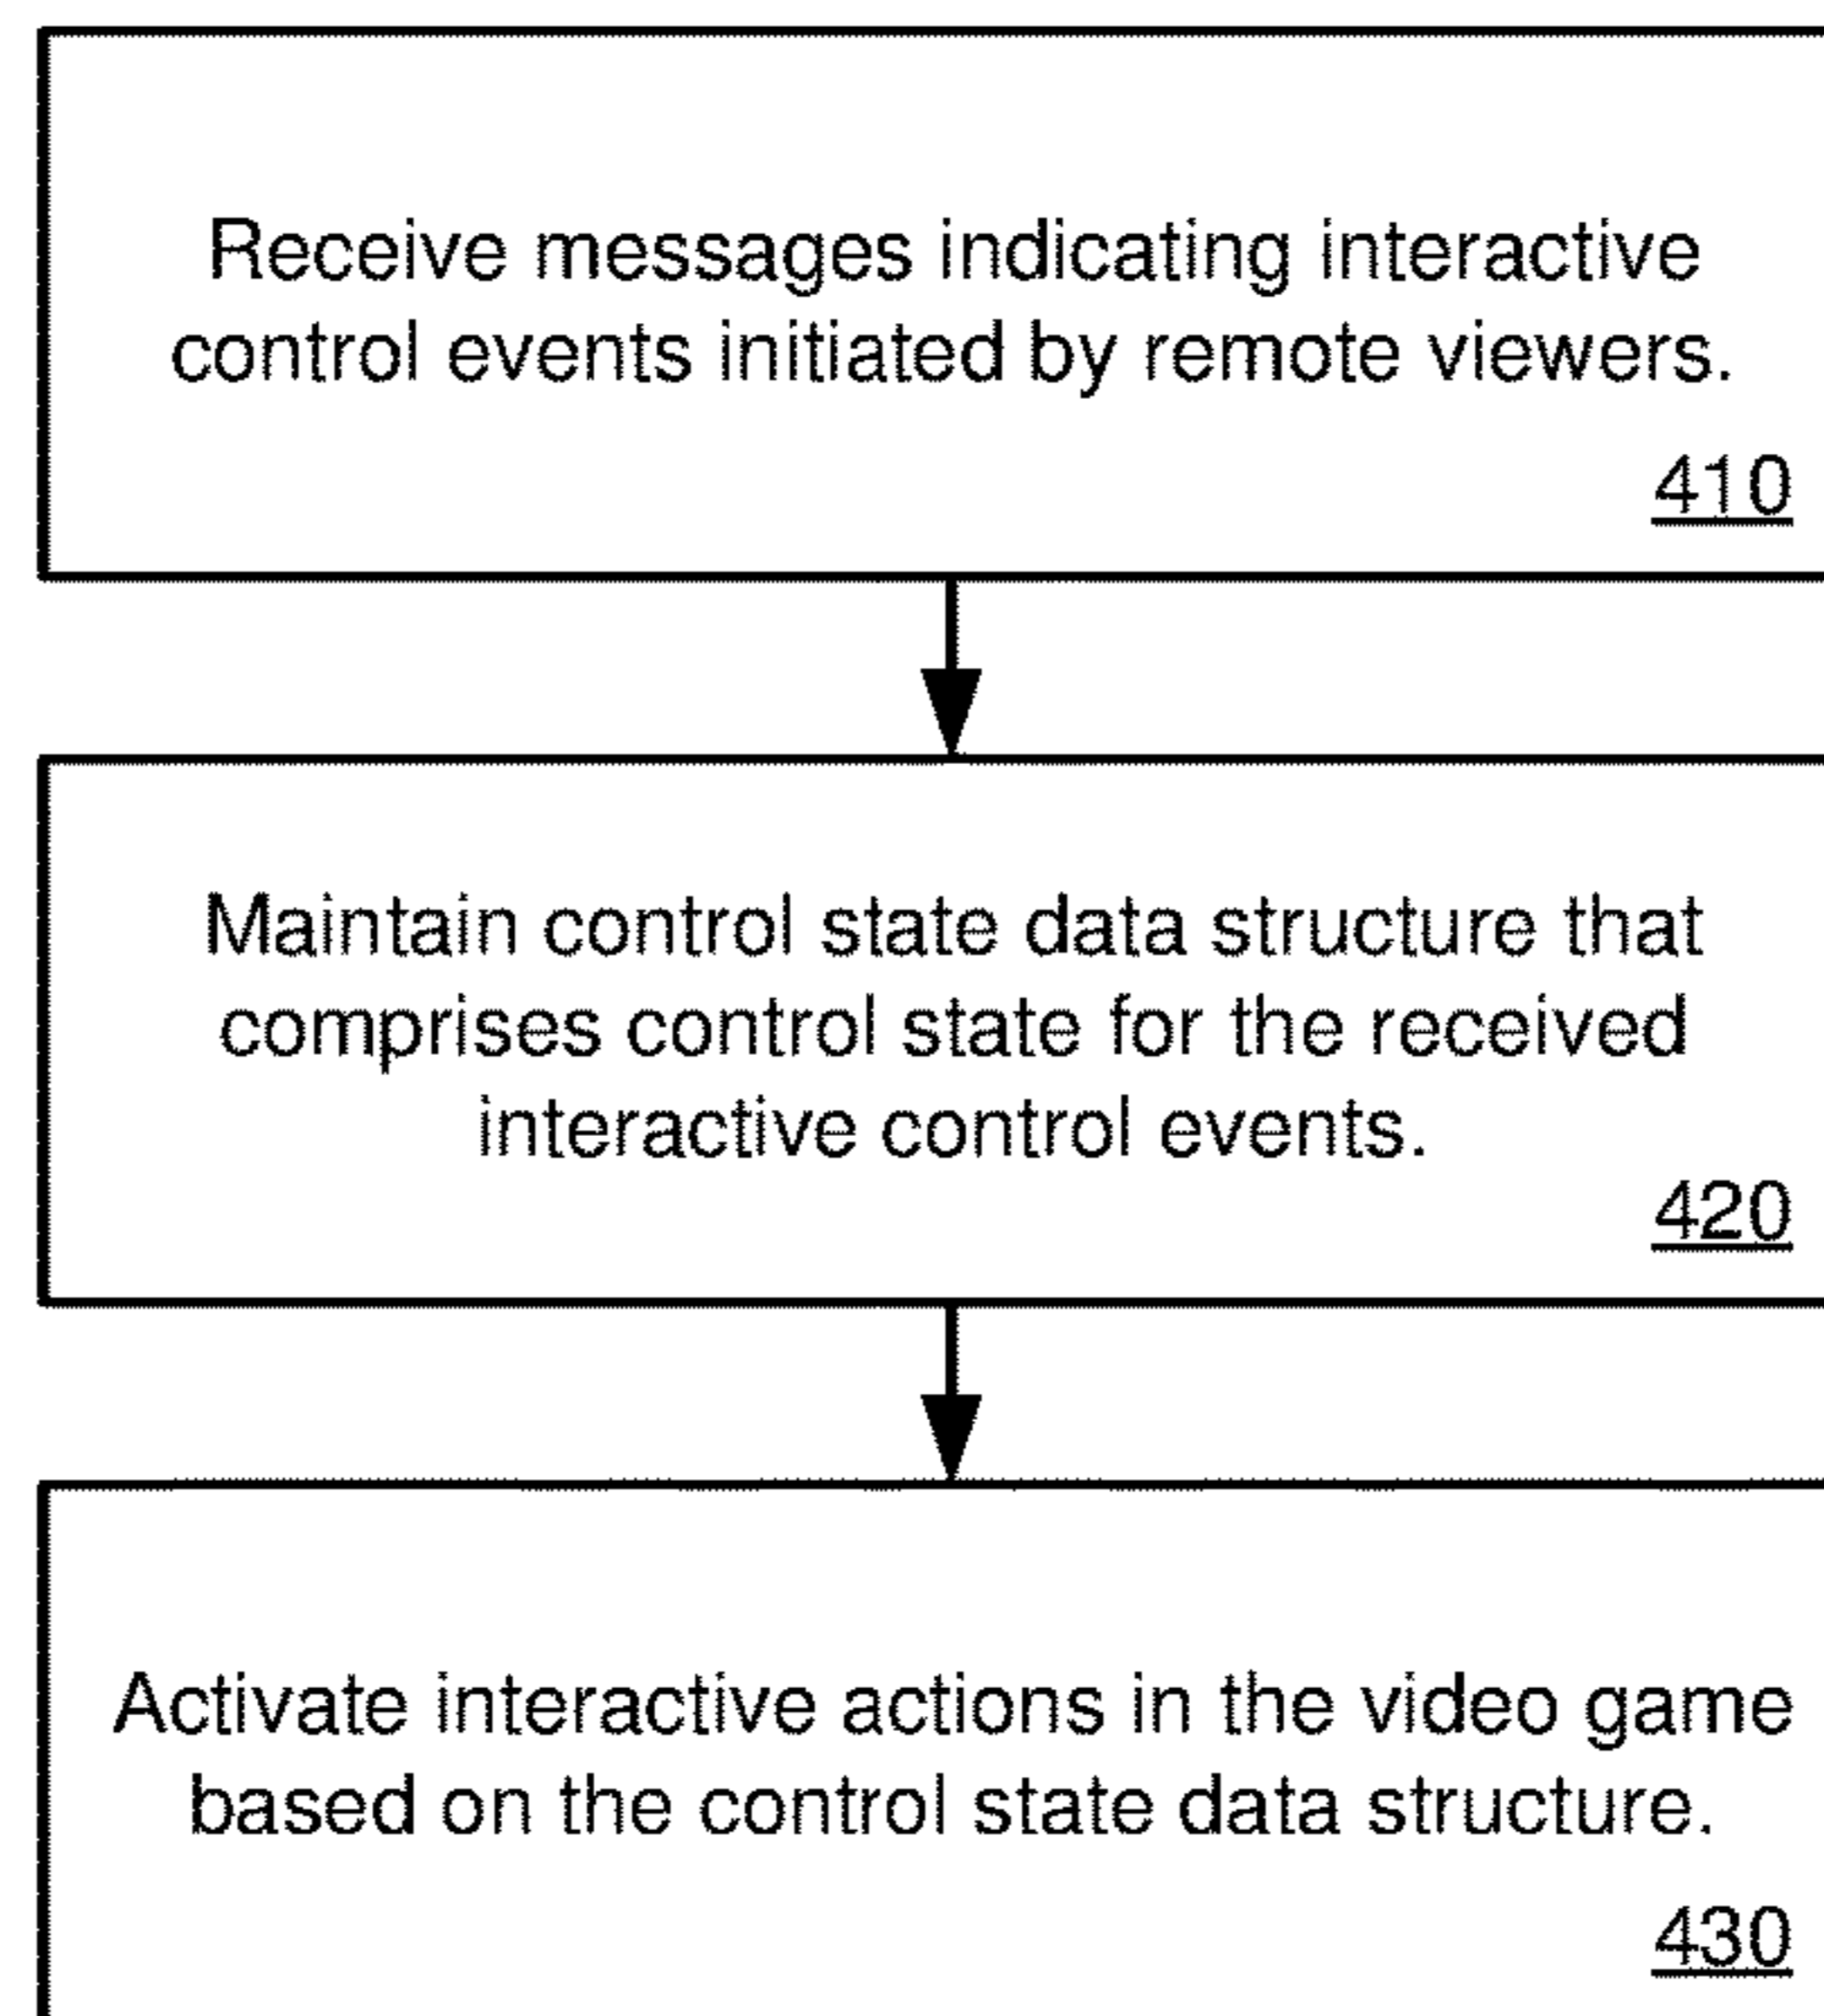 Receive messages indicating interactive
control events initiated by remote viewers.
410
Maintain control state data structure that
comprises control state for the received
interactive control events.
420
Activate interactive actions in the video game
based on the control state data structure.
430